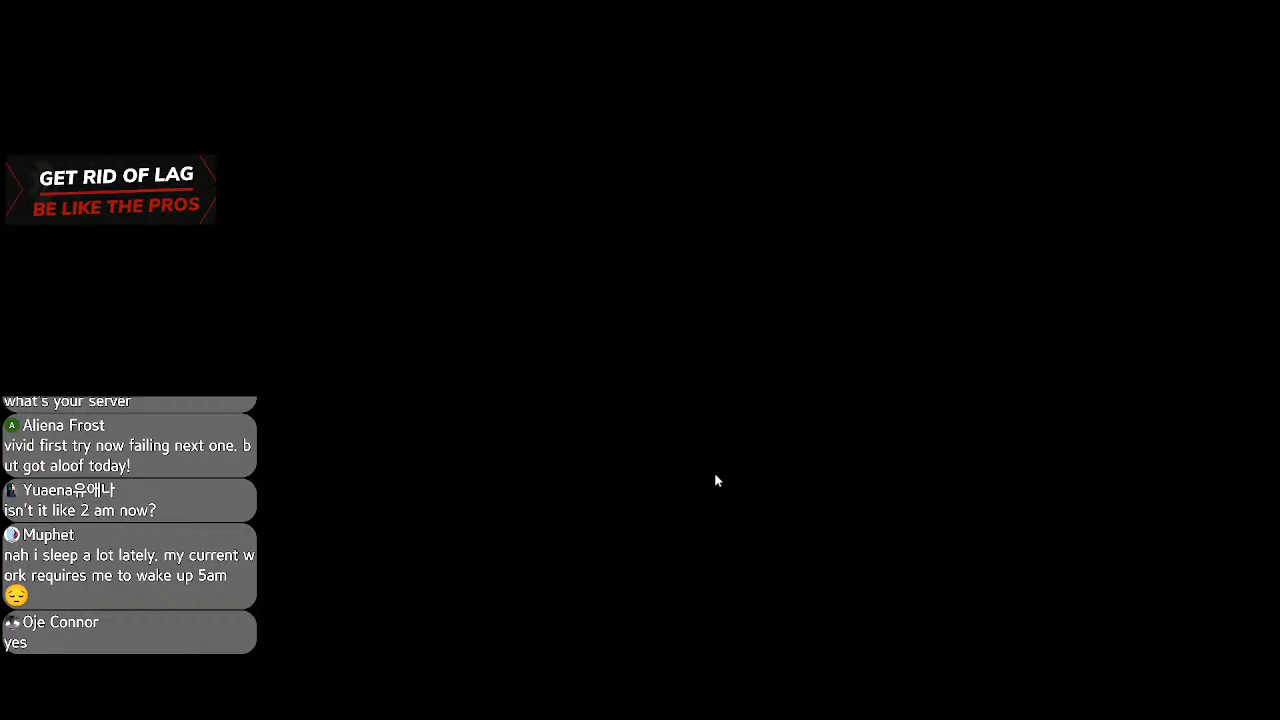 GET RID OF LAG
BE LIKE THE PROS
what's your server
Aliena Frost
vivid first try now failing next one. b
ut got aloof today!
Yuaena유애나
isn't it like 2 am now?
Muphet
nah i sleep a lot lately. my current w
ork requires me to wake up 5am
😔
Oje Connor
yes